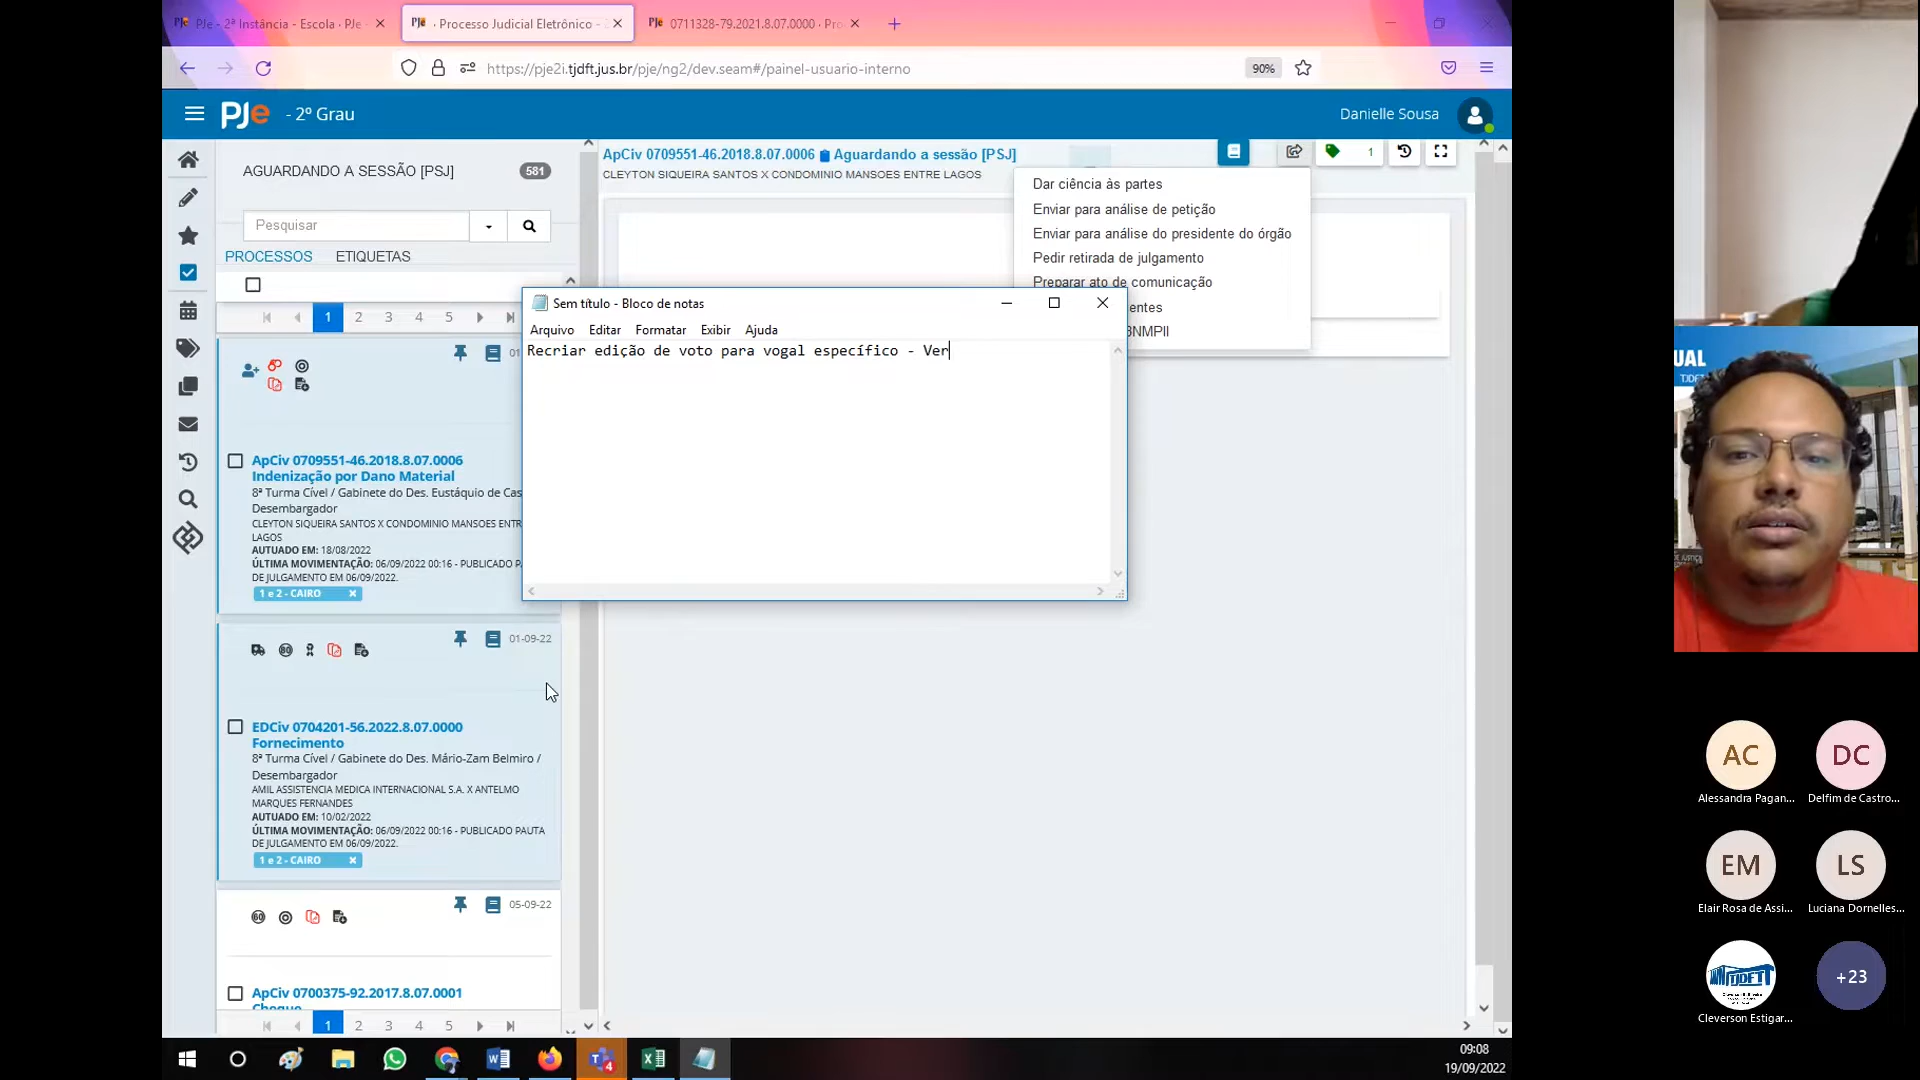 PJe - 2ª Instância - Escola · PJe
· Processo Judicial Eletrônico - 2
0711328-79.2021.8.07.0000 · Pro
https://pje2i.tjdft.jus.br/pje/ng2/dev.seam#/painel-usuario-interno
90%
PJe - 2º Grau
Danielle Sousa
AGUARDANDO A SESSÃO [PSJ]
581
Pesquisar
PROCESSOS
ETIQUETAS
1 2 3 4 5
ApCiv 0709551-46.2018.8.07.0006 Aguardando a sessão [PSJ]
CLEYTON SIQUEIRA SANTOS X CONDOMINIO MANSOES ENTRE LAGOS
1
Dar ciência às partes
Enviar para análise de petição
Enviar para análise do presidente do órgão
Pedir retirada de julgamento
Preparar ato de comunicação
entes
BNMPII
Sem título - Bloco de notas
Arquivo Editar Formatar Exibir Ajuda
Recriar edição de voto para vogal específico - Ver
01
ApCiv 0709551-46.2018.8.07.0006
Indenização por Dano Material
8ª Turma Cível / Gabinete do Des. Eustáquio de Cas
Desembargador
CLEYTON SIQUEIRA SANTOS X CONDOMINIO MANSOES ENTR
LAGOS
AUTUADO EM: 18/08/2022
ÚLTIMA MOVIMENTAÇÃO: 06/09/2022 00:16 - PUBLICADO PA
DE JULGAMENTO EM 06/09/2022.
1 e 2 - CAIRO
01-09-22
80
EDCiv 0704201-56.2022.8.07.0000
Fornecimento
8ª Turma Cível / Gabinete do Des. Mário-Zam Belmiro /
Desembargador
AMIL ASSISTENCIA MEDICA INTERNACIONAL S.A. X ANTELMO
MARQUES FERNANDES
AUTUADO EM: 10/02/2022
ÚLTIMA MOVIMENTAÇÃO: 06/09/2022 00:16 - PUBLICADO PAUTA
DE JULGAMENTO EM 06/09/2022.
1 e 2 - CAIRO
05-09-22
60
ApCiv 0700375-92.2017.8.07.0001
Cheque
1 2 3 4 5
4
09:08
19/09/2022
UAL
TJDFT
AC
Alessandra Pagan...
DC
Delfim de Castro...
EM
Elair Rosa de Assi...
LS
Luciana Dornelles...
TJDFT
Cleverson Estigar...
+23